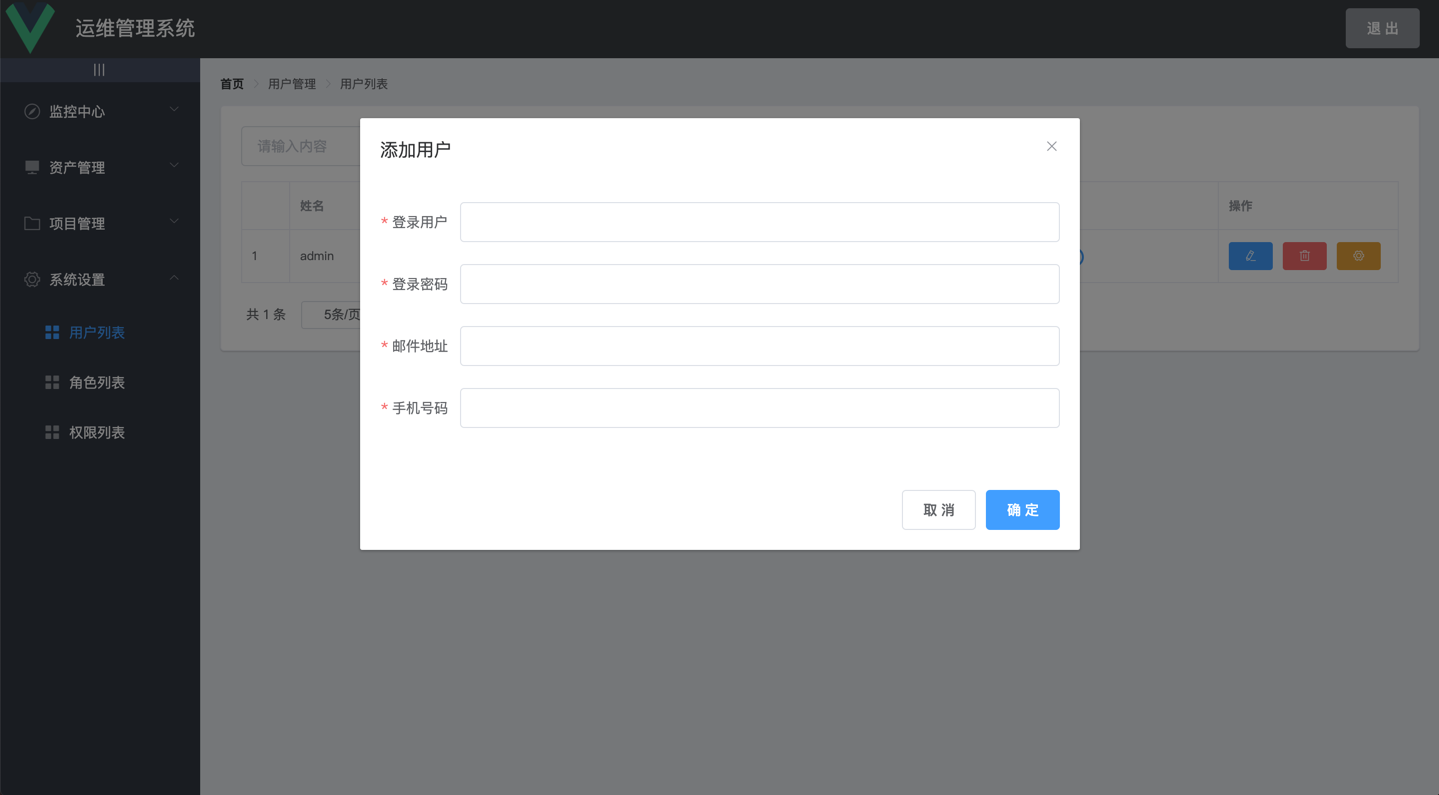 运维管理系统
退 出
|||
首页 用户管理 用户列表
监控中心
资产管理
项目管理
系统设置
用户列表
角色列表
权限列表
请输入内容
姓名
操作
1 admin
共 1 条
5条/页
添加用户
* 登录用户
* 登录密码
* 邮件地址
* 手机号码
取 消
确 定